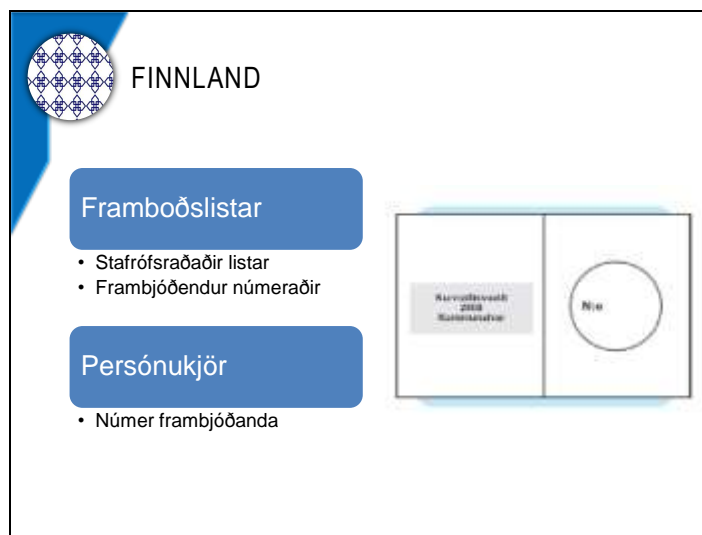 FINNLAND
Framboðslistar
• Stafrófsraðaðir listar
• Frambjóðendur númeraðir
Persónukjör
• Númer frambjóðanda
N:o